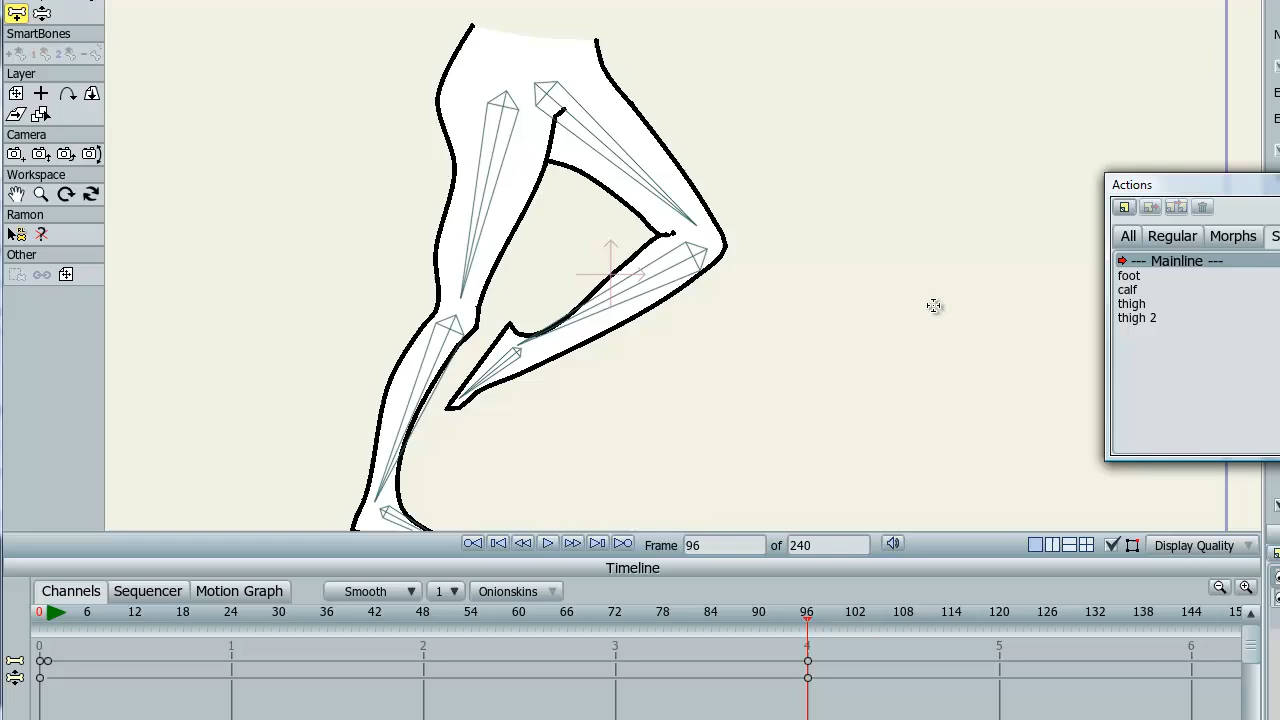 SmartBones
1 2
Layer
Camera
Workspace
Ramon
?
Other
Actions
All Regular Morphs S
--- Mainline ---
foot
calf
thigh
thigh 2
N
E
E
Frame 96 of 240 Display Quality
Timeline
Channels Sequencer Motion Graph Smooth 1 Onionskins
0 6 12 18 24 30 36 42 48 54 60 66 72 78 84 90 96 102 108 114 120 126 132 138 144 15
0 1 2 3 4 5 6